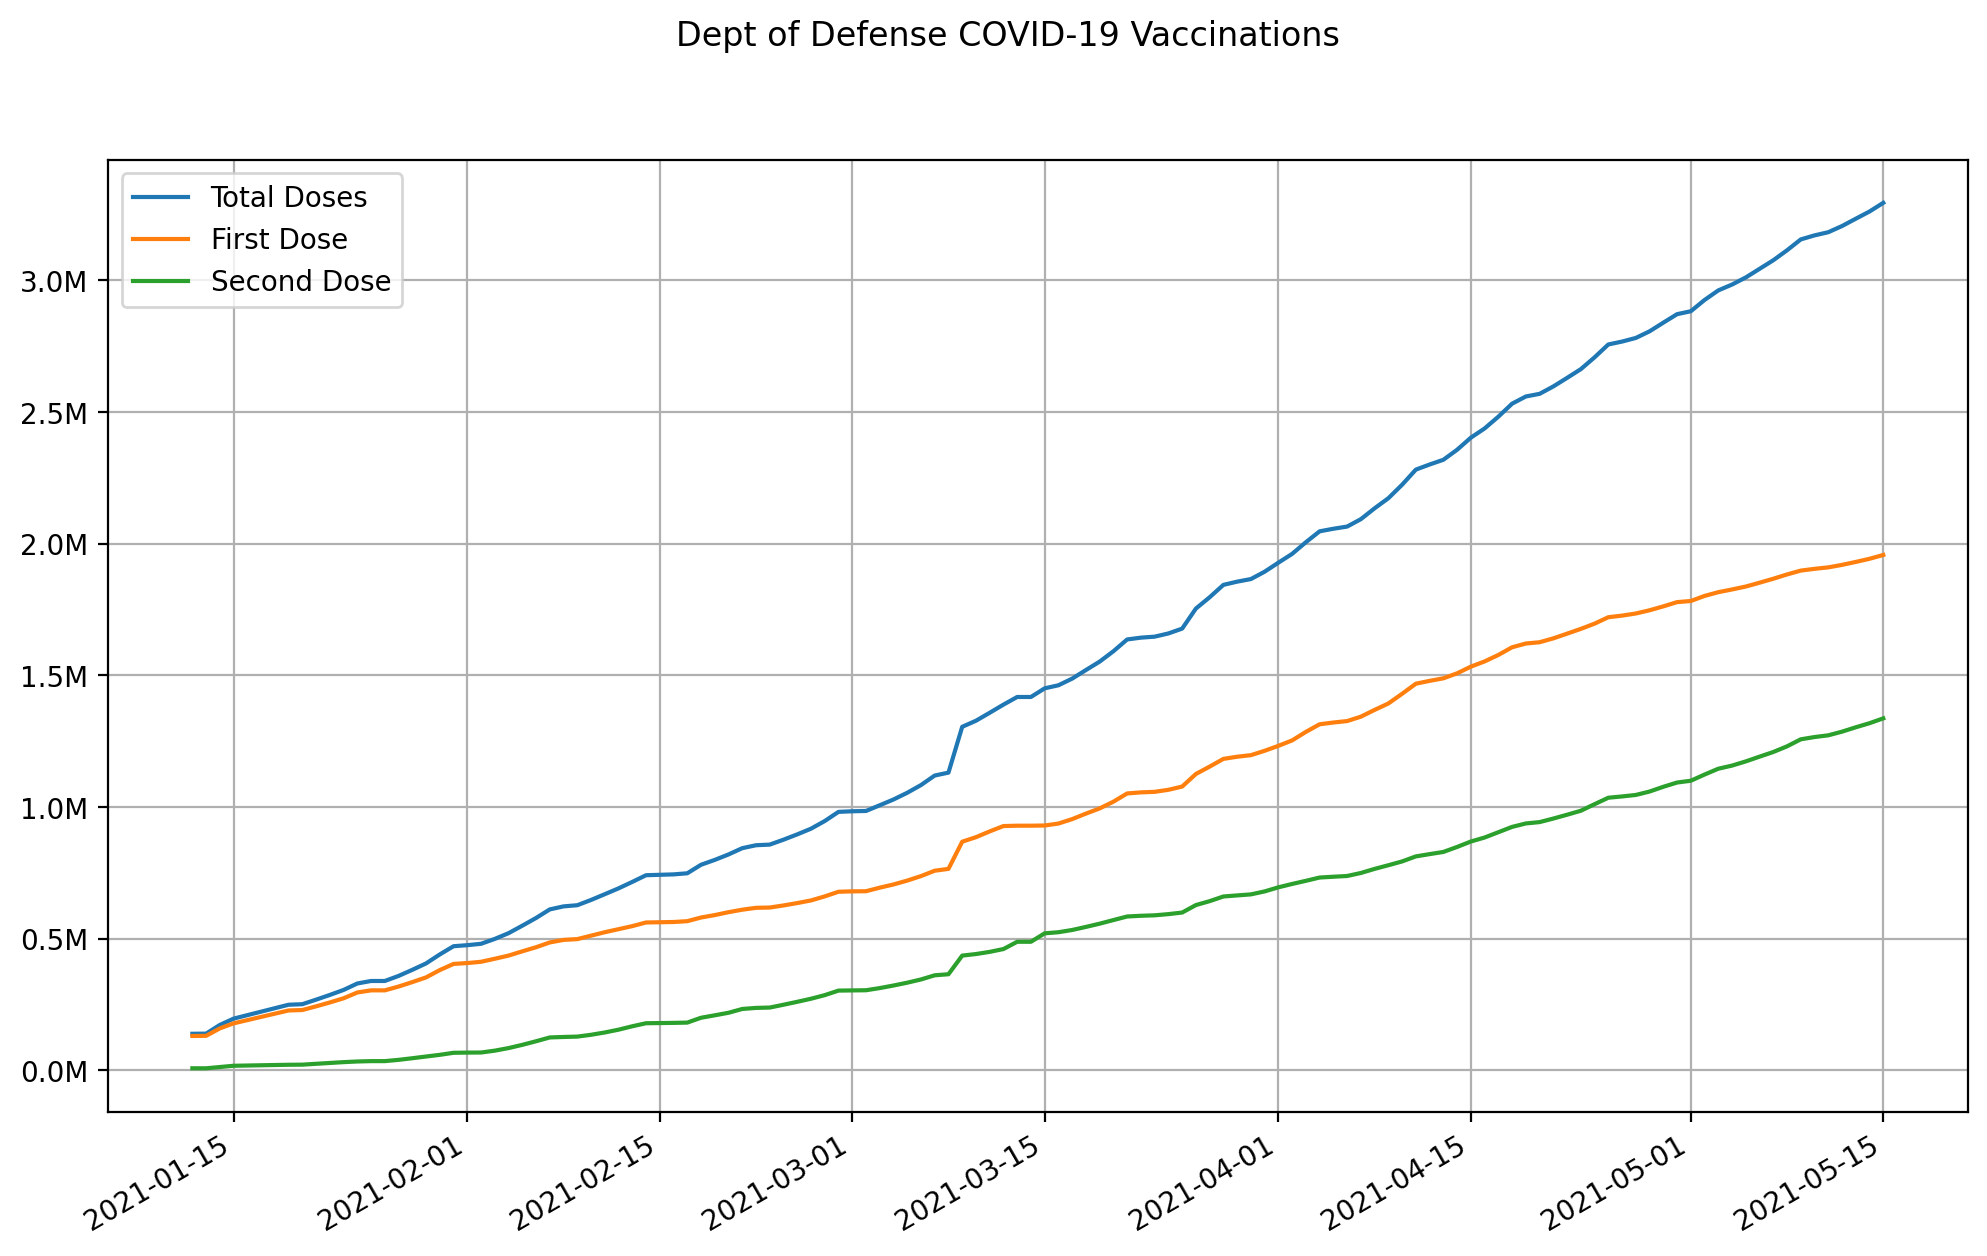 Dept of Defense COVID-19 Vaccinations
Total Doses
First Dose
Second Dose
3.0M
2.5M
2.0M
1.5M
1.0M
0.5M
0.0M
2021-01-15
2021-02-01
2021-02-15
2021-03-01
2021-03-15
2021-04-01
2021-04-15
2021-05-01
2021-05-15